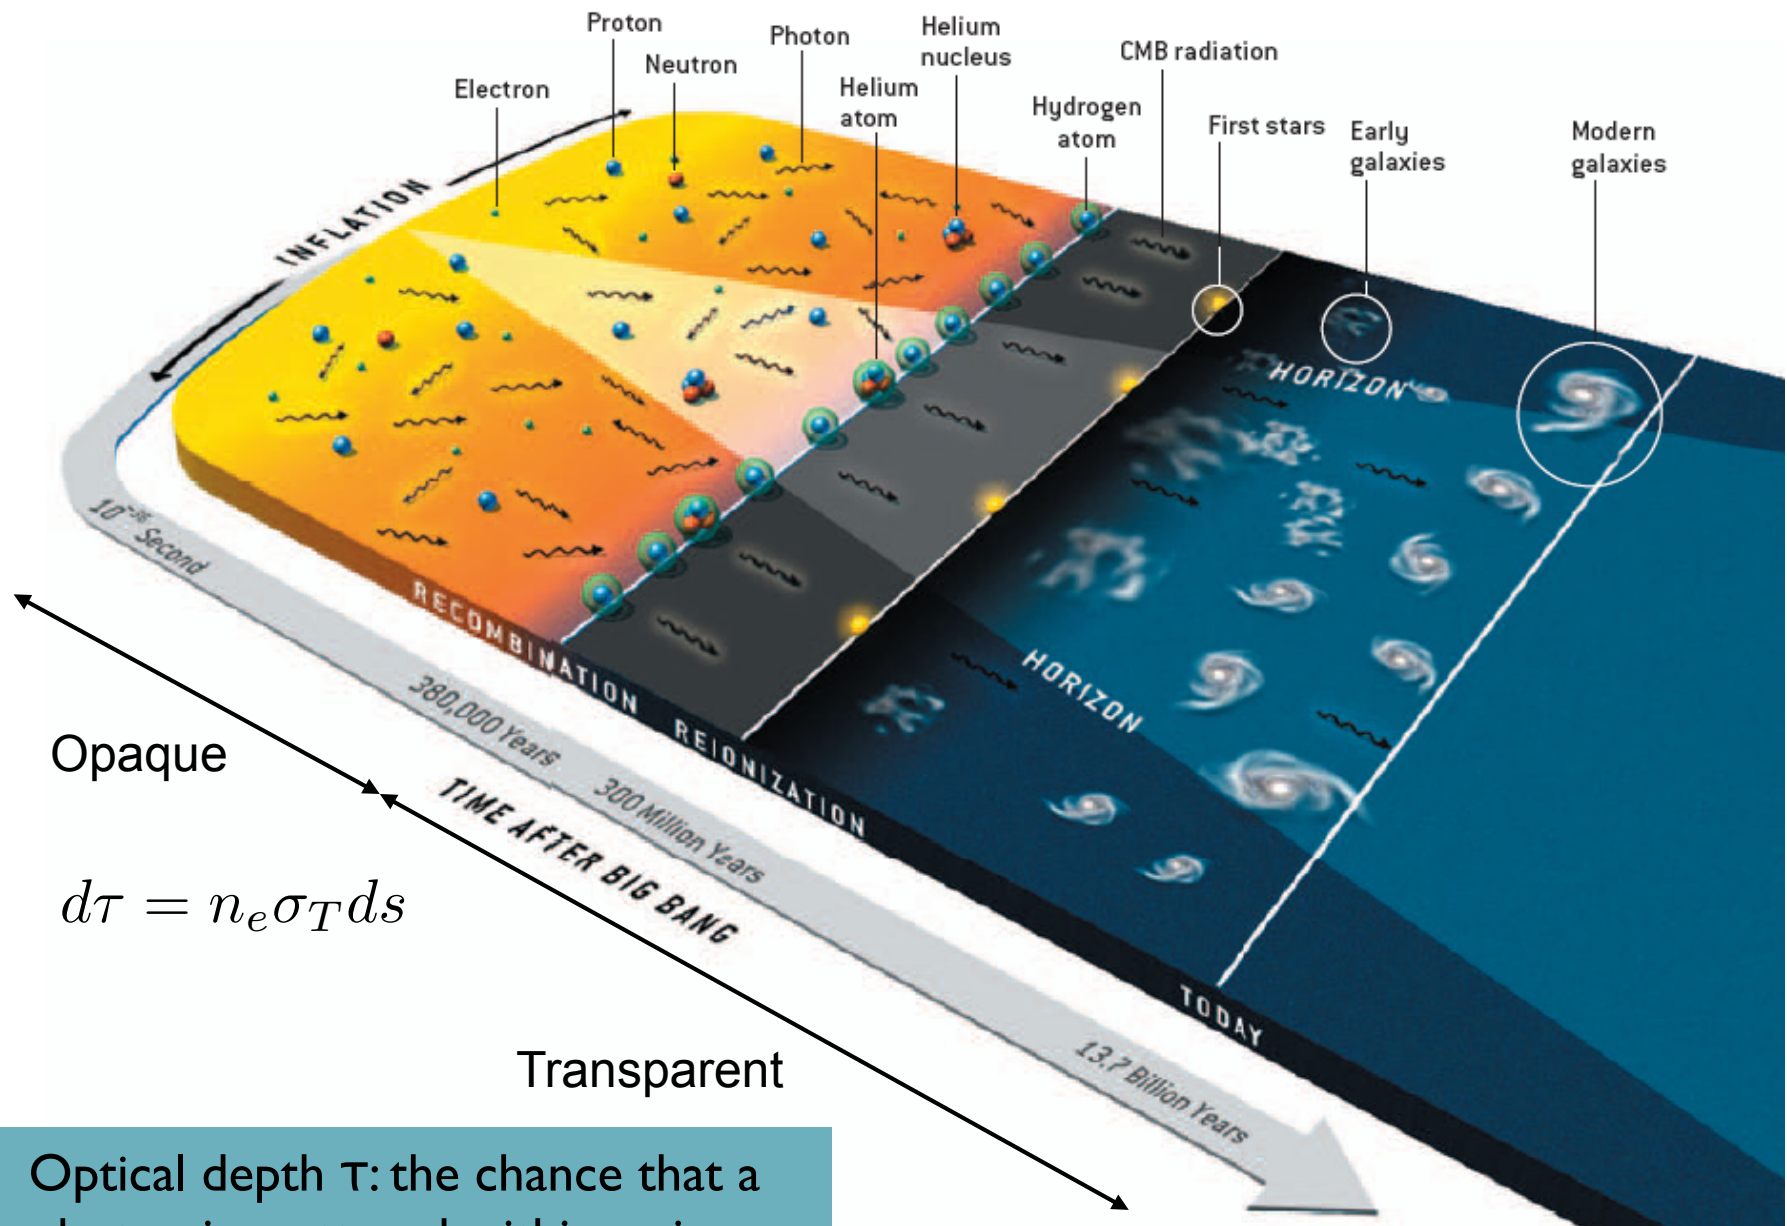 Proton
Neutron
Electron
Photon
Helium
atom
Helium
nucleus
Hydrogen
atom
CMB radiation
First stars
Early
galaxies
Modern
galaxies
INFLATION
HORIZON
HORIZON
10⁻³⁶ Second
RECOMBINATION
380,000 Years
REIONIZATION
300 Million Years
TIME AFTER BIG BANG
TODAY
13.7 Billion Years
Opaque
dτ = nₑσ_T ds
Transparent
Optical depth τ: the chance that a